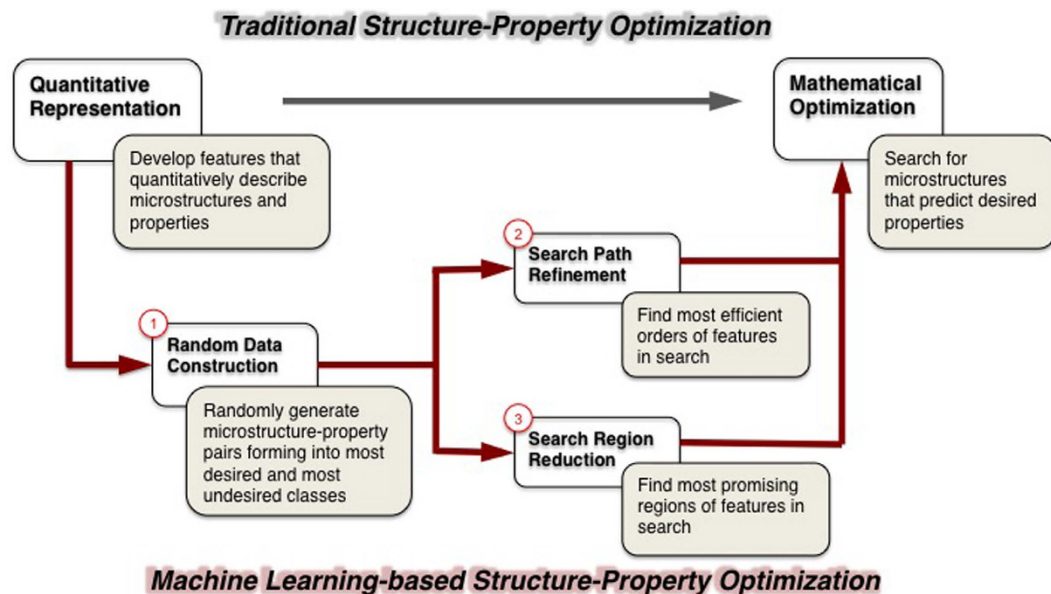 Traditional Structure-Property Optimization
Quantitative
Representation
Develop features that
quantitatively describe
microstructures and
properties
Mathematical
Optimization
Search for
microstructures
that predict desired
properties
1
Random Data
Construction
Randomly generate
microstructure-property
pairs forming into most
desired and most
undesired classes
2
Search Path
Refinement
Find most efficient
orders of features
in search
3
Search Region
Reduction
Find most promising
regions of features in
search
Machine Learning-based Structure-Property Optimization